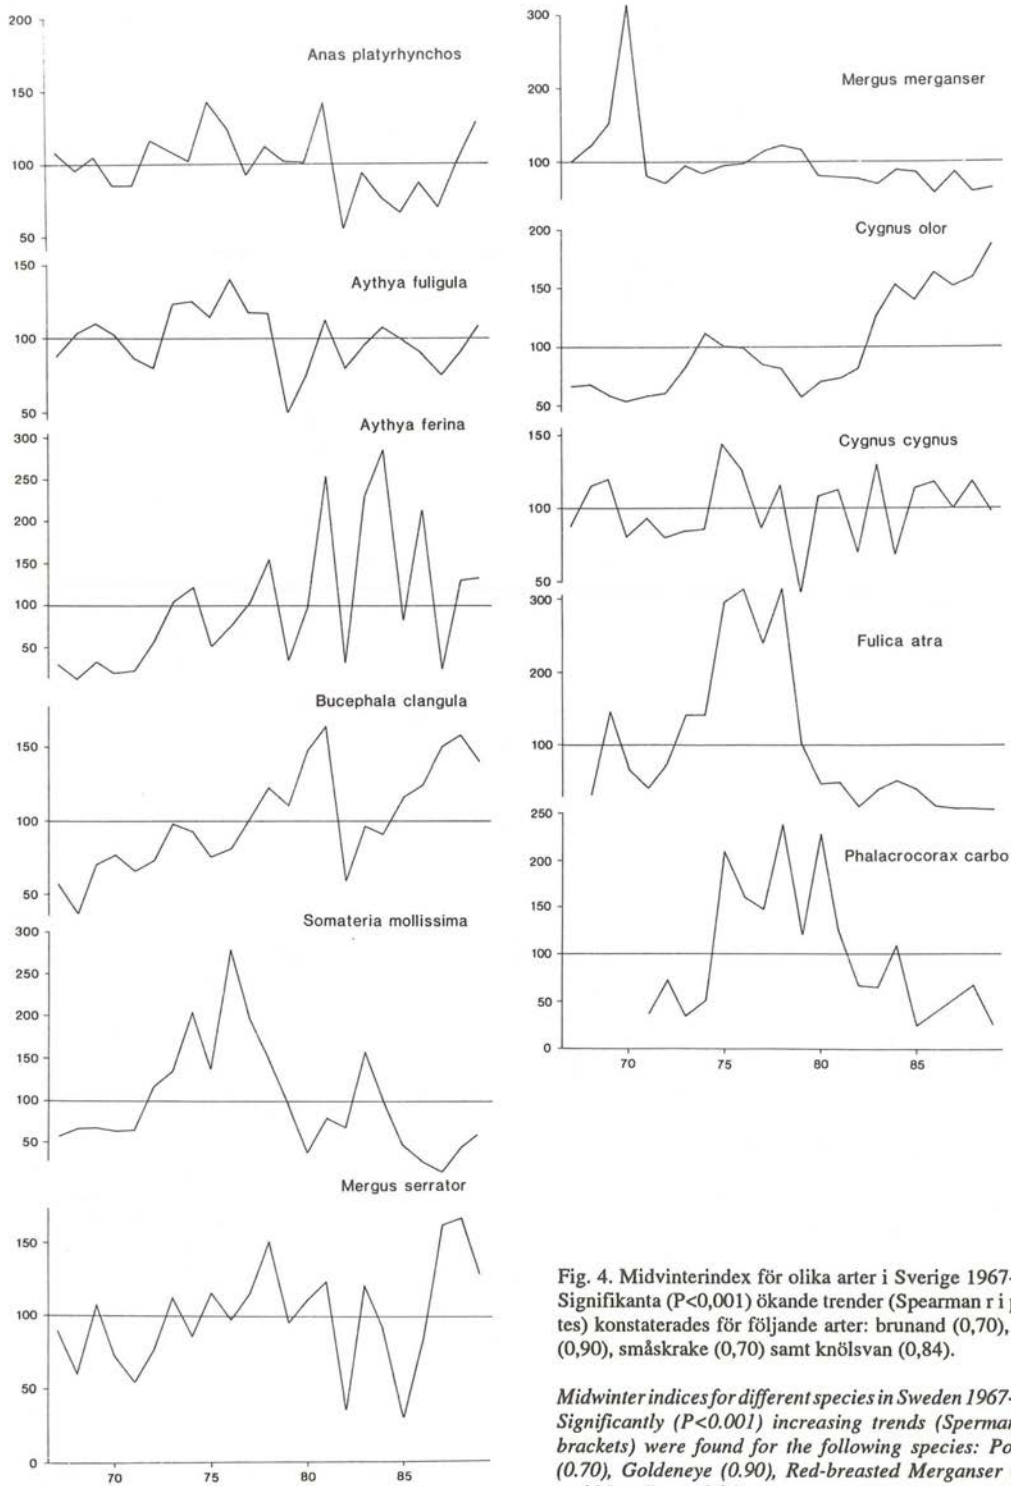 200
150
100
50
Anas platyrhynchos
150
100
50
Aythya fuligula
300
250
200
150
100
50
Aythya ferina
150
100
50
Bucephala clangula
300
250
200
150
100
50
Somateria mollissima
150
100
50
0
Mergus serrator
70 75 80 85
300
200
100
Mergus merganser
200
150
100
50
Cygnus olor
150
100
50
Cygnus cygnus
300
200
100
Fulica atra
250
200
150
100
50
0
Phalacrocorax carbo
70 75 80 85
Fig. 4. Midvinterindex för olika arter i Sverige 1967-
Signifikanta (P<0,001) ökande trender (Spearman r i
tes) konstaterades för följande arter: brunand (0,70),
(0,90), småskrake (0,70) samt knölsvan (0,84).
Midwinter indices for different species in Sweden 1967-
Significantly (P<0.001) increasing trends (Sperman
brackets) were found for the following species: Po
(0.70), Goldeneye (0.90), Red-breasted Merganser